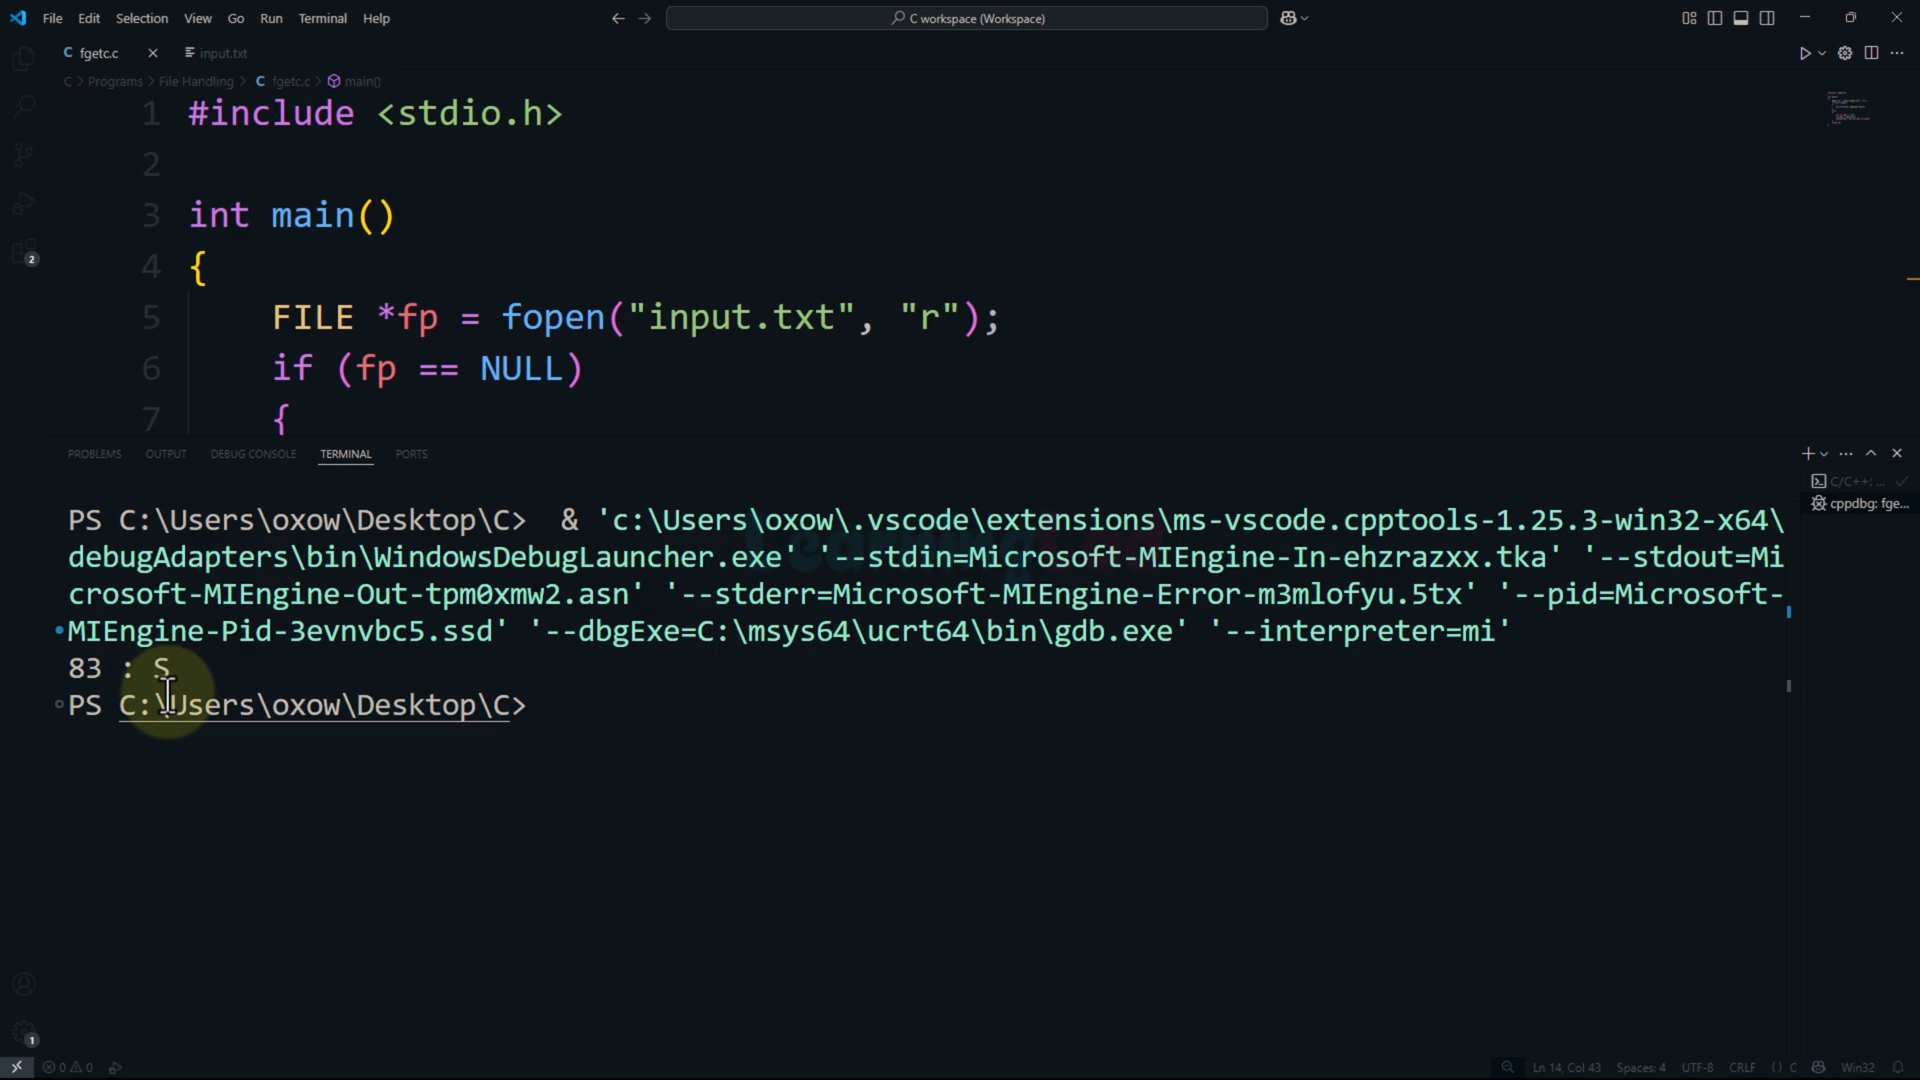 File Edit Selection View Go Run Terminal Help
C workspace (Workspace)
C fgetc.c
input.txt
C > Programs > File Handling > C fgetc.c > main()
1 #include <stdio.h>
2
3 int main()
4 {
5 FILE *fp = fopen("input.txt", "r");
6 if (fp == NULL)
7 {
2
PROBLEMS OUTPUT DEBUG CONSOLE TERMINAL PORTS
C/C++: ...
cppdbg: fge...
PS C:\Users\oxow\Desktop\C> & 'c:\Users\oxow\.vscode\extensions\ms-vscode.cpptools-1.25.3-win32-x64\
debugAdapters\bin\WindowsDebugLauncher.exe' '--stdin=Microsoft-MIEngine-In-ehzrazxx.tka' '--stdout=Mi
crosoft-MIEngine-Out-tpm0xmw2.asn' '--stderr=Microsoft-MIEngine-Error-m3mlofyu.5tx' '--pid=Microsoft-
MIEngine-Pid-3evnvbc5.ssd' '--dbgExe=C:\msys64\ucrt64\bin\gdb.exe' '--interpreter=mi'
83 : S
PS C:\Users\oxow\Desktop\C>
1
0 0
Ln 14, Col 43 Spaces: 4 UTF-8 CRLF {} C Win32